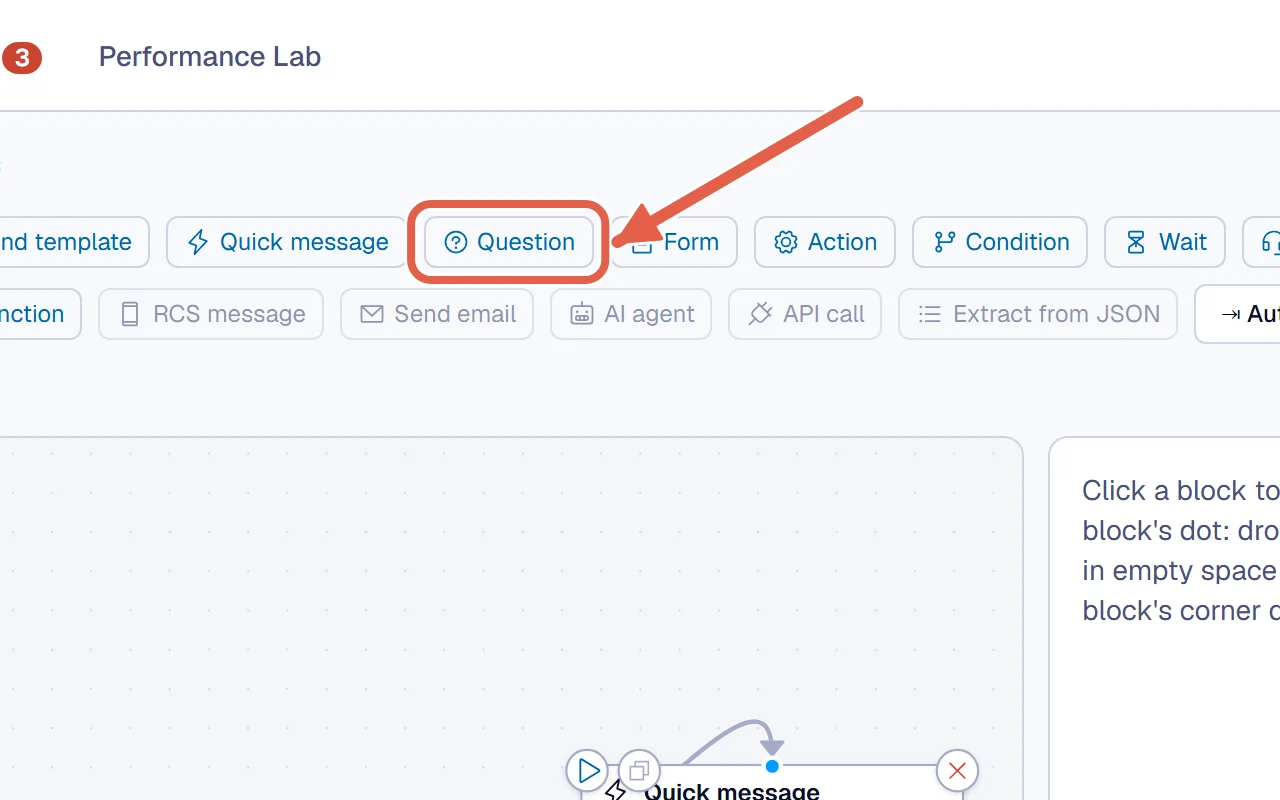 3 Performance Lab
nd template Quick message Question Form Action Condition Wait
nction RCS message Send email AI agent API call Extract from JSON Aut
Click a block to
block's dot: dro
in empty space
block's corner
Quick message